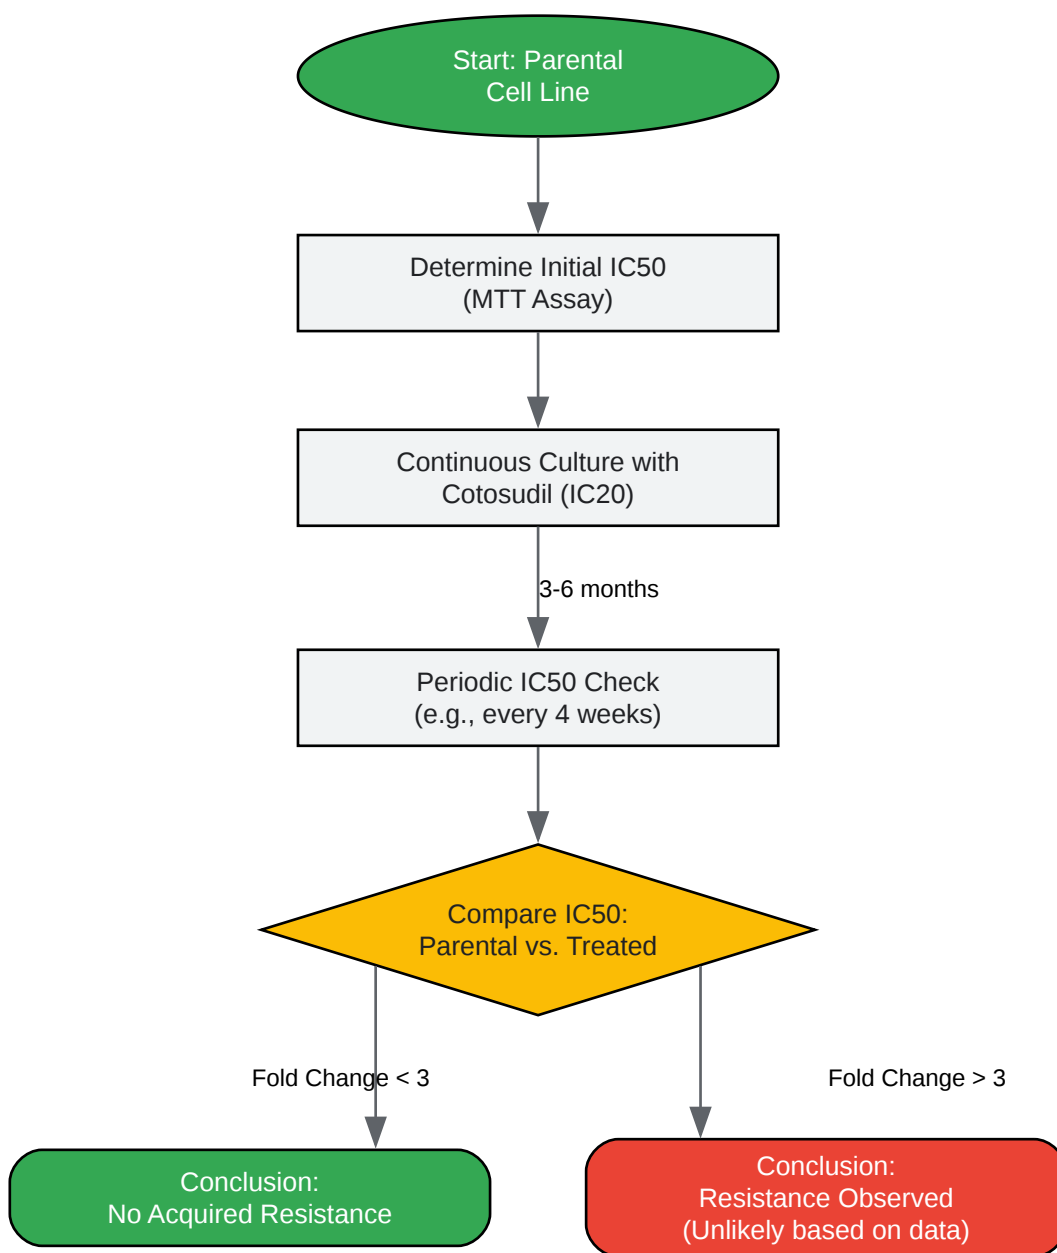 Start: Parental
Cell Line
Determine Initial IC50
(MTT Assay)
Continuous Culture with
Cotosudil (IC20)
3-6 months
Periodic IC50 Check
(e.g., every 4 weeks)
Compare IC50:
Parental vs. Treated
Fold Change < 3
Fold Change > 3
Conclusion:
No Acquired Resistance
Conclusion:
Resistance Observed
(Unlikely based on data)